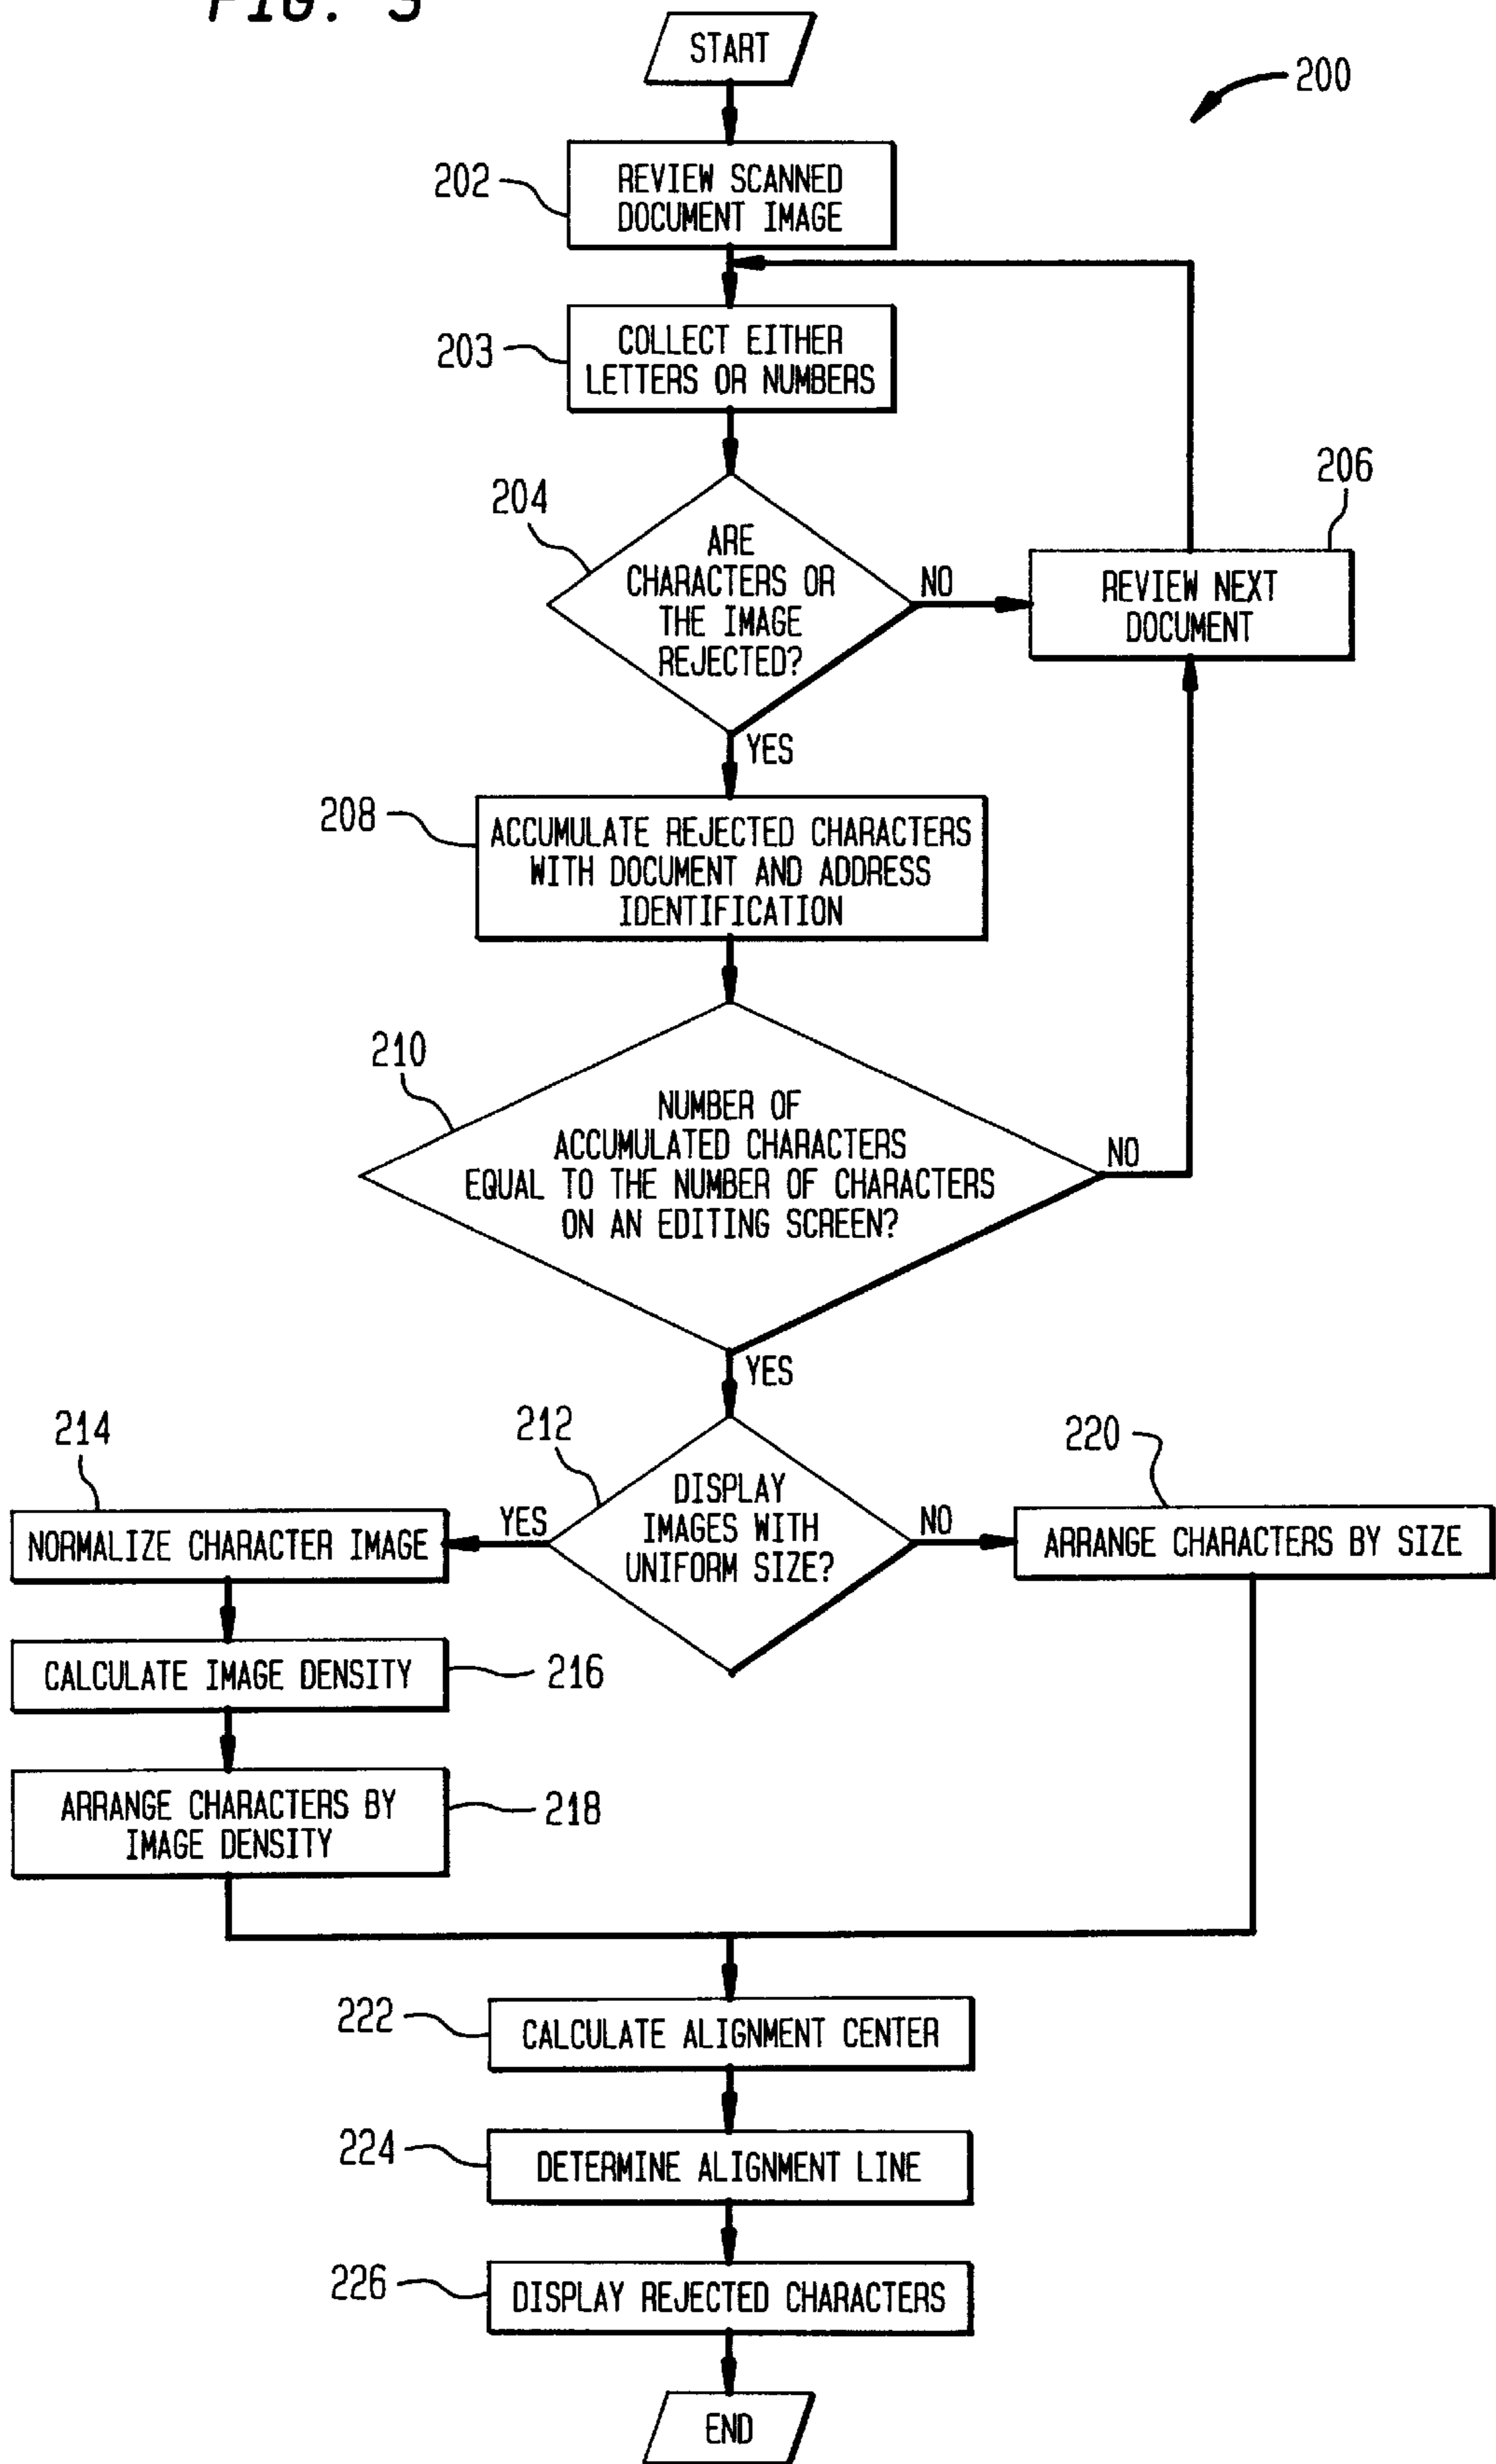 FIG. 3
START
200
202
REVIEW SCANNED
DOCUMENT IMAGE
203
COLLECT EITHER
LETTERS OR NUMBERS
204
ARE
CHARACTERS OR
THE IMAGE
REJECTED?
NO
206
REVIEW NEXT
DOCUMENT
YES
208
ACCUMULATE REJECTED CHARACTERS
WITH DOCUMENT AND ADDRESS
IDENTIFICATION
210
NUMBER OF
ACCUMULATED CHARACTERS
EQUAL TO THE NUMBER OF CHARACTERS
ON AN EDITING SCREEN?
NO
YES
212
DISPLAY
IMAGES WITH
UNIFORM SIZE?
YES
NO
214
NORMALIZE CHARACTER IMAGE
220
ARRANGE CHARACTERS BY SIZE
CALCULATE IMAGE DENSITY
216
ARRANGE CHARACTERS BY
IMAGE DENSITY
218
222
CALCULATE ALIGNMENT CENTER
224
DETERMINE ALIGNMENT LINE
226
DISPLAY REJECTED CHARACTERS
END